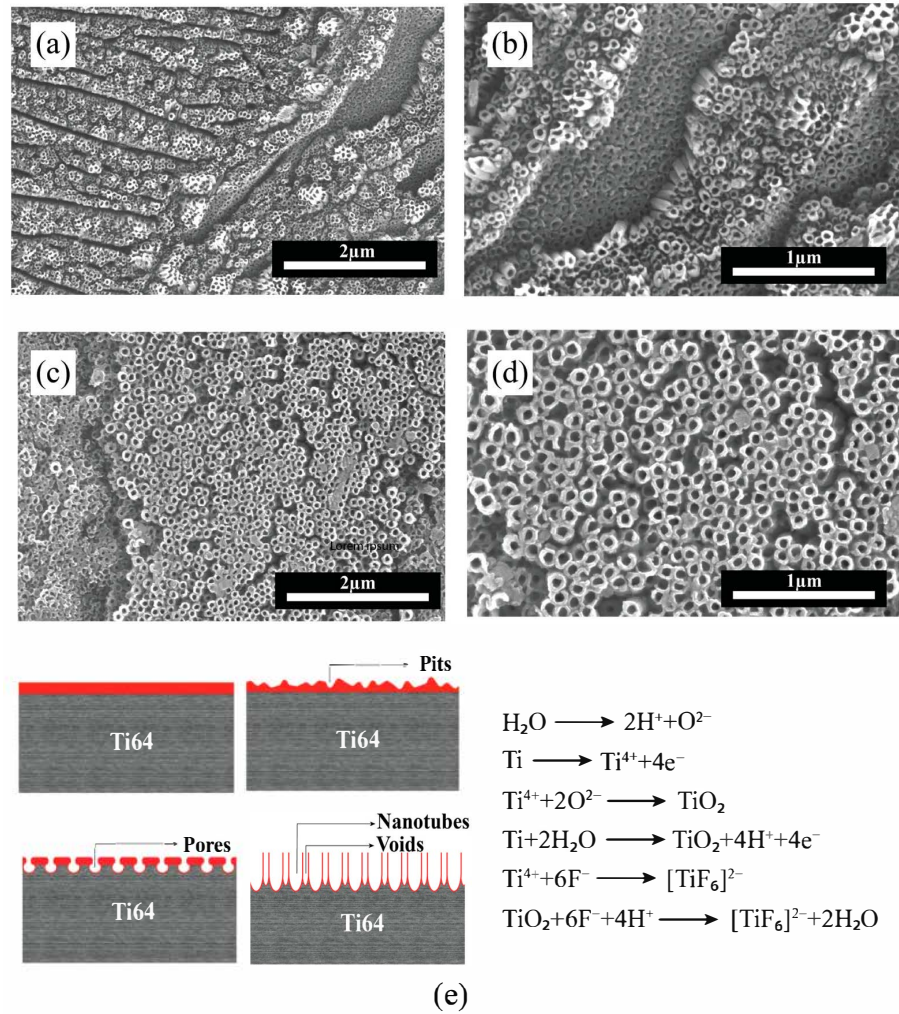 (a)
(b)
2µm
1µm
(c)
(d)
Lorem ipsum
2µm
1µm
Pits
Ti64
Ti64
Pores
Nanotubes
Voids
Ti64
Ti64
H₂O ⟶ 2H⁺+O²⁻
Ti ⟶ Ti⁴⁺+4e⁻
Ti⁴⁺+2O²⁻ ⟶ TiO₂
Ti+2H₂O ⟶ TiO₂+4H⁺+4e⁻
Ti⁴⁺+6F⁻ ⟶ [TiF₆]²⁻
TiO₂+6F⁻+4H⁺ ⟶ [TiF₆]²⁻+2H₂O
(e)